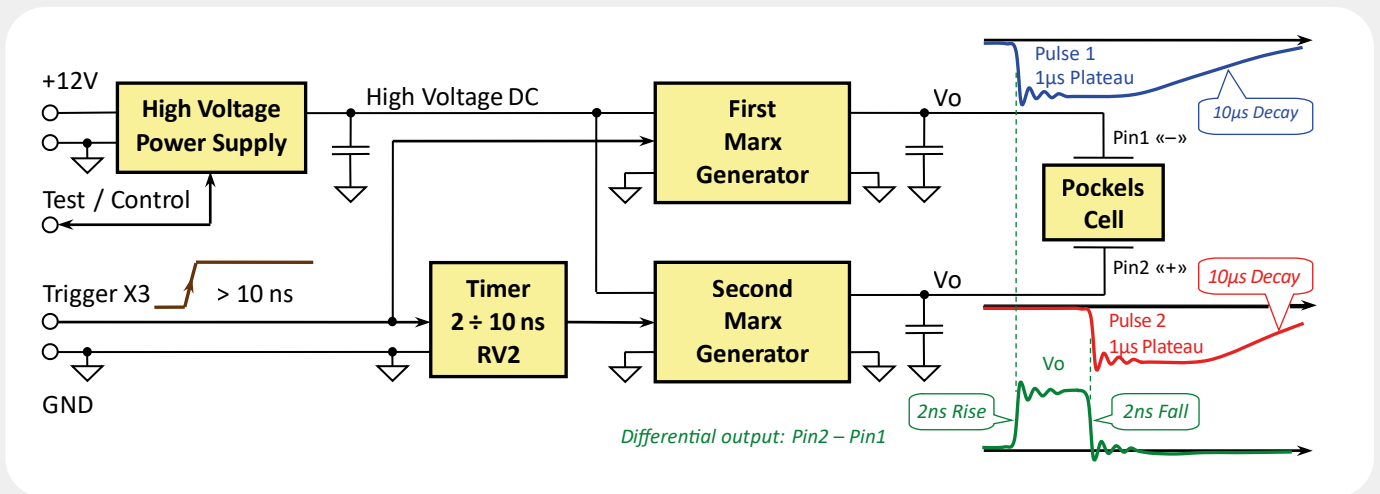 +12V
High Voltage
Power Supply
High Voltage DC
First
Marx
Generator
Vo
Pulse 1
1µs Plateau
10µs Decay
Pin1 «–»
Pockels
Cell
Pin2 «+»
Test / Control
Trigger X3
> 10 ns
Timer
2 ÷ 10 ns
RV2
Second
Marx
Generator
Vo
10µs Decay
Pulse 2
1µs Plateau
Vo
2ns Rise
2ns Fall
GND
Differential output: Pin2 – Pin1